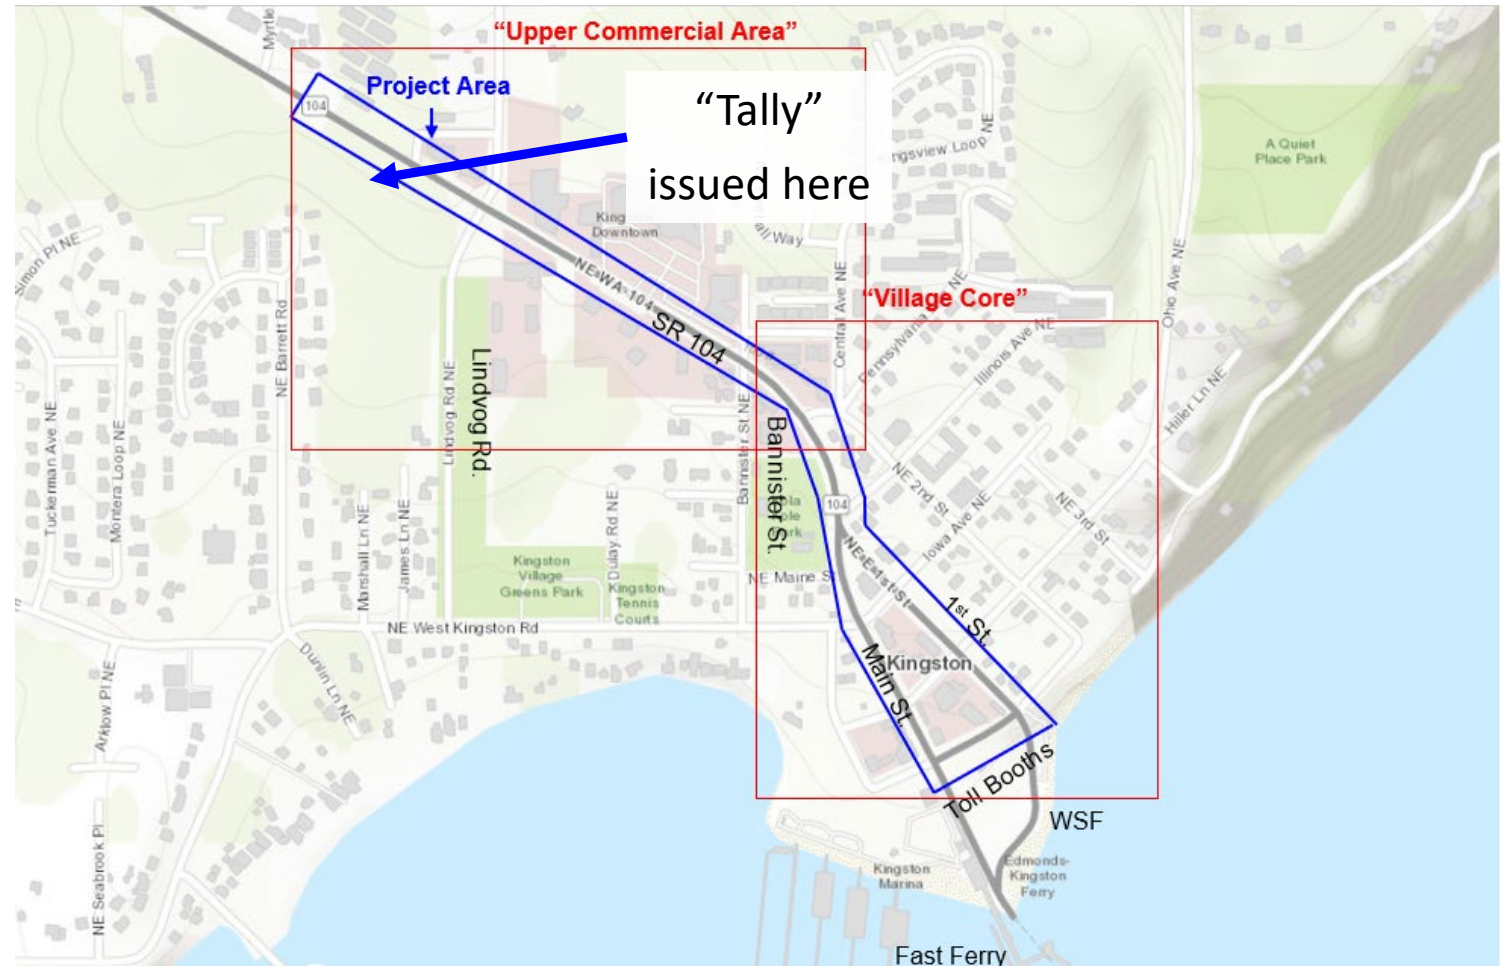 "Upper Commercial Area"
Myrtle
Project Area
104
"Tally"
issued here
A Quiet
Place Park
Kingston
Downtown
NE WA-104
SR 104
"Village Core"
Simon Pl NE
NE Barrett Rd
Central Ave NE
Pennsylvania
NE
Illinois Ave NE
Ohio Ave NE
Hiller Ln NE
Tuckerman Ave NE
Montera Loop NE
Lindvog Rd NE
Lindvog Rd.
Bannister St NE
Bannister St.
104
NE 2nd St
Iowa Ave NE
NE 3rd St
Marshall Ln NE
James Ln NE
Dulay Rd NE
Kingston
Village
Greens Park
Kingston
Tennis
Courts
NE Maine S
NE E 1st St
1st St.
NE West Kingston Rd
Main St.
Kingston
Dunlin Ln NE
Arklow Pl NE
Toll Booths
WSF
NE Seabrook Pl
Kingston
Marina
Edmonds-
Kingston
Ferry
Fast Ferry